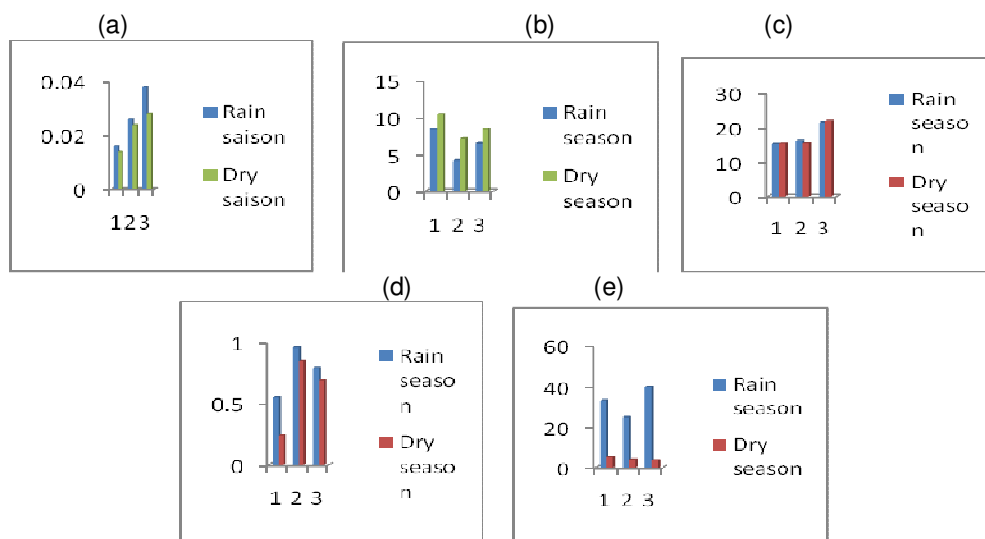 (a)
0.04
0.02
0
123
Rain
saison
Dry
saison
(b)
15
10
5
0
1 2 3
Rain
season
Dry
season
(c)
30
20
10
0
1 2 3
Rain
seaso
n
Dry
seaso
n
(d)
1
0.5
0
1 2 3
Rain
seaso
n
Dry
seaso
n
(e)
60
40
20
0
1 2 3
Rain
season
Dry
season